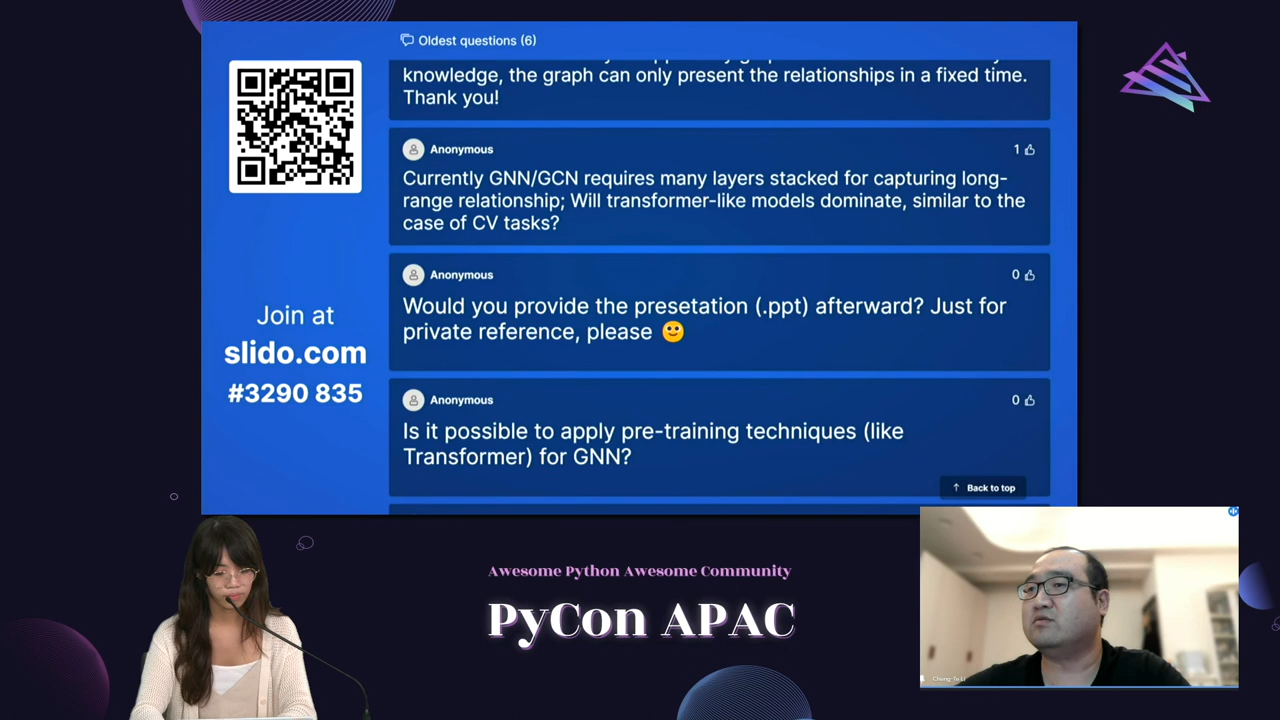 Oldest questions (6)
knowledge, the graph can only present the relationships in a fixed time.
Thank you!
Anonymous
1
Currently GNN/GCN requires many layers stacked for capturing long-
range relationship; Will transformer-like models dominate, similar to the
case of CV tasks?
Anonymous
0
Would you provide the presetation (.ppt) afterward? Just for
private reference, please
Anonymous
0
Is it possible to apply pre-training techniques (like
Transformer) for GNN?
Back to top
Join at
slido.com
#3290 835
Awesome Python Awesome Community
PyCon APAC